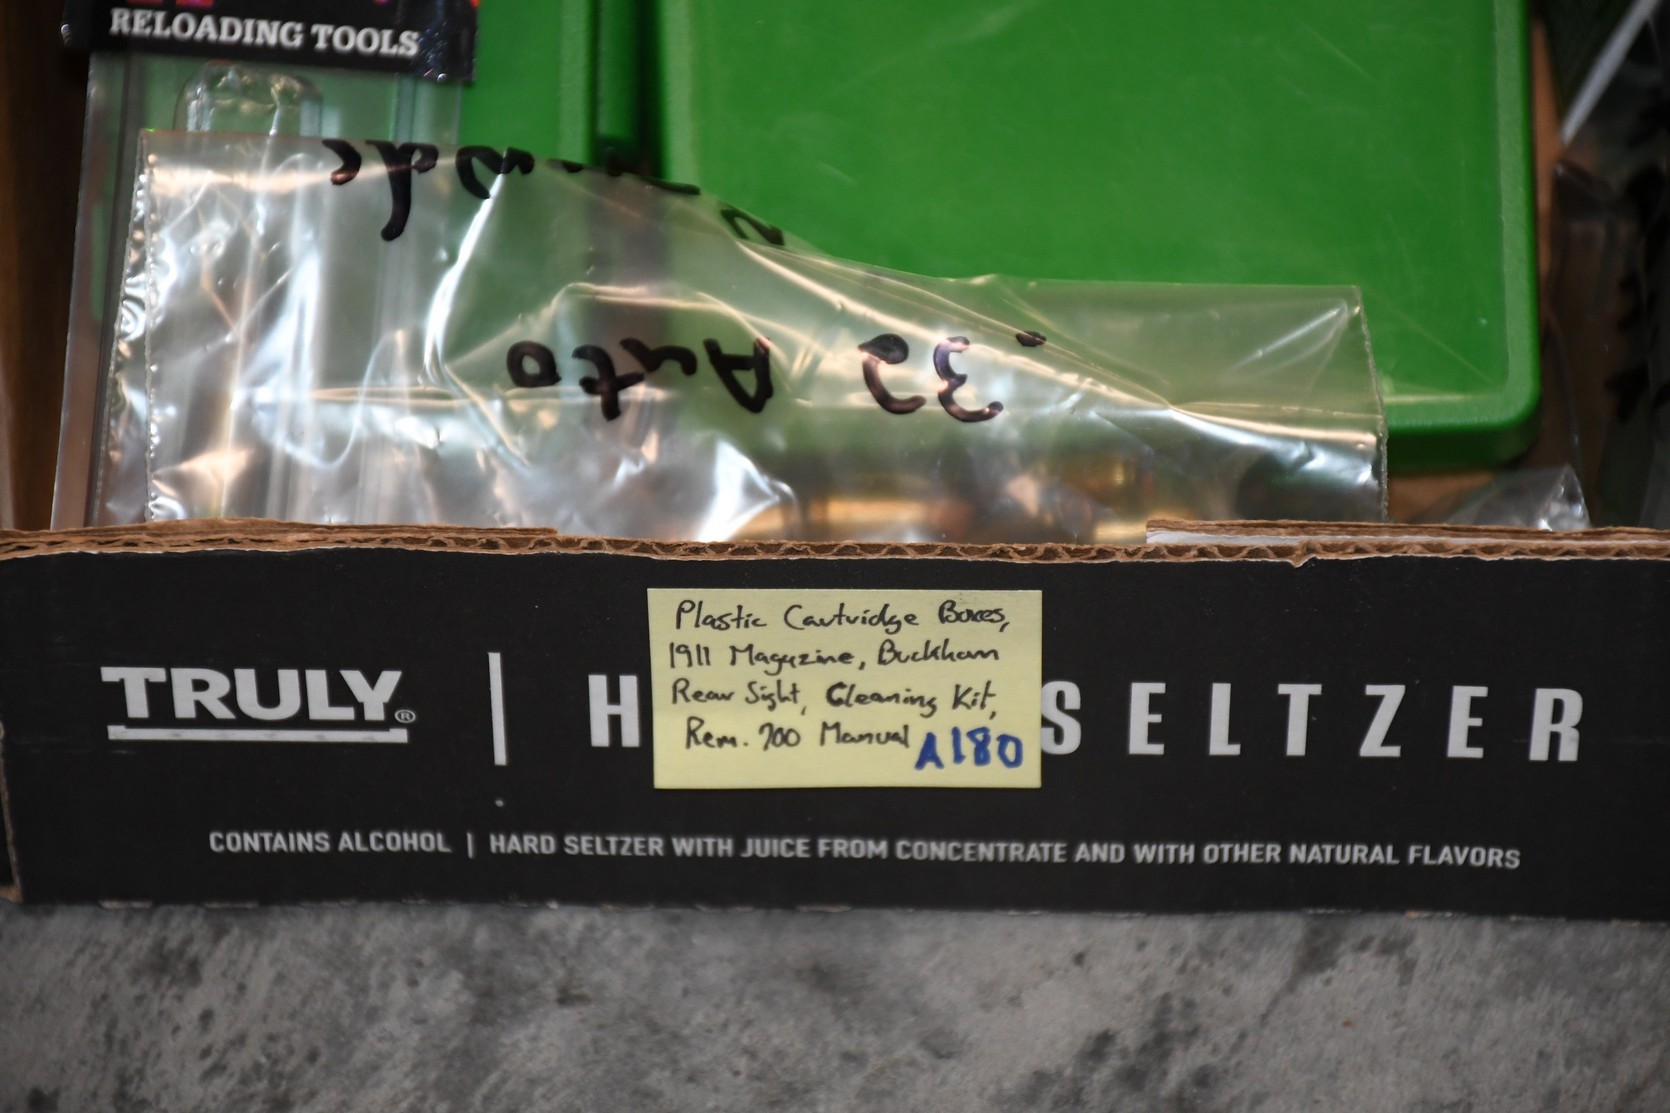 RELOADING TOOLS
.32 Auto
Plastic Cartridge Boxes,
1911 Magazine, Buckham
Rear Sight, Cleaning Kit,
Rem. 700 Manual A180
TRULY® | H SELTZER
CONTAINS ALCOHOL | HARD SELTZER WITH JUICE FROM CONCENTRATE AND WITH OTHER NATURAL FLAVORS